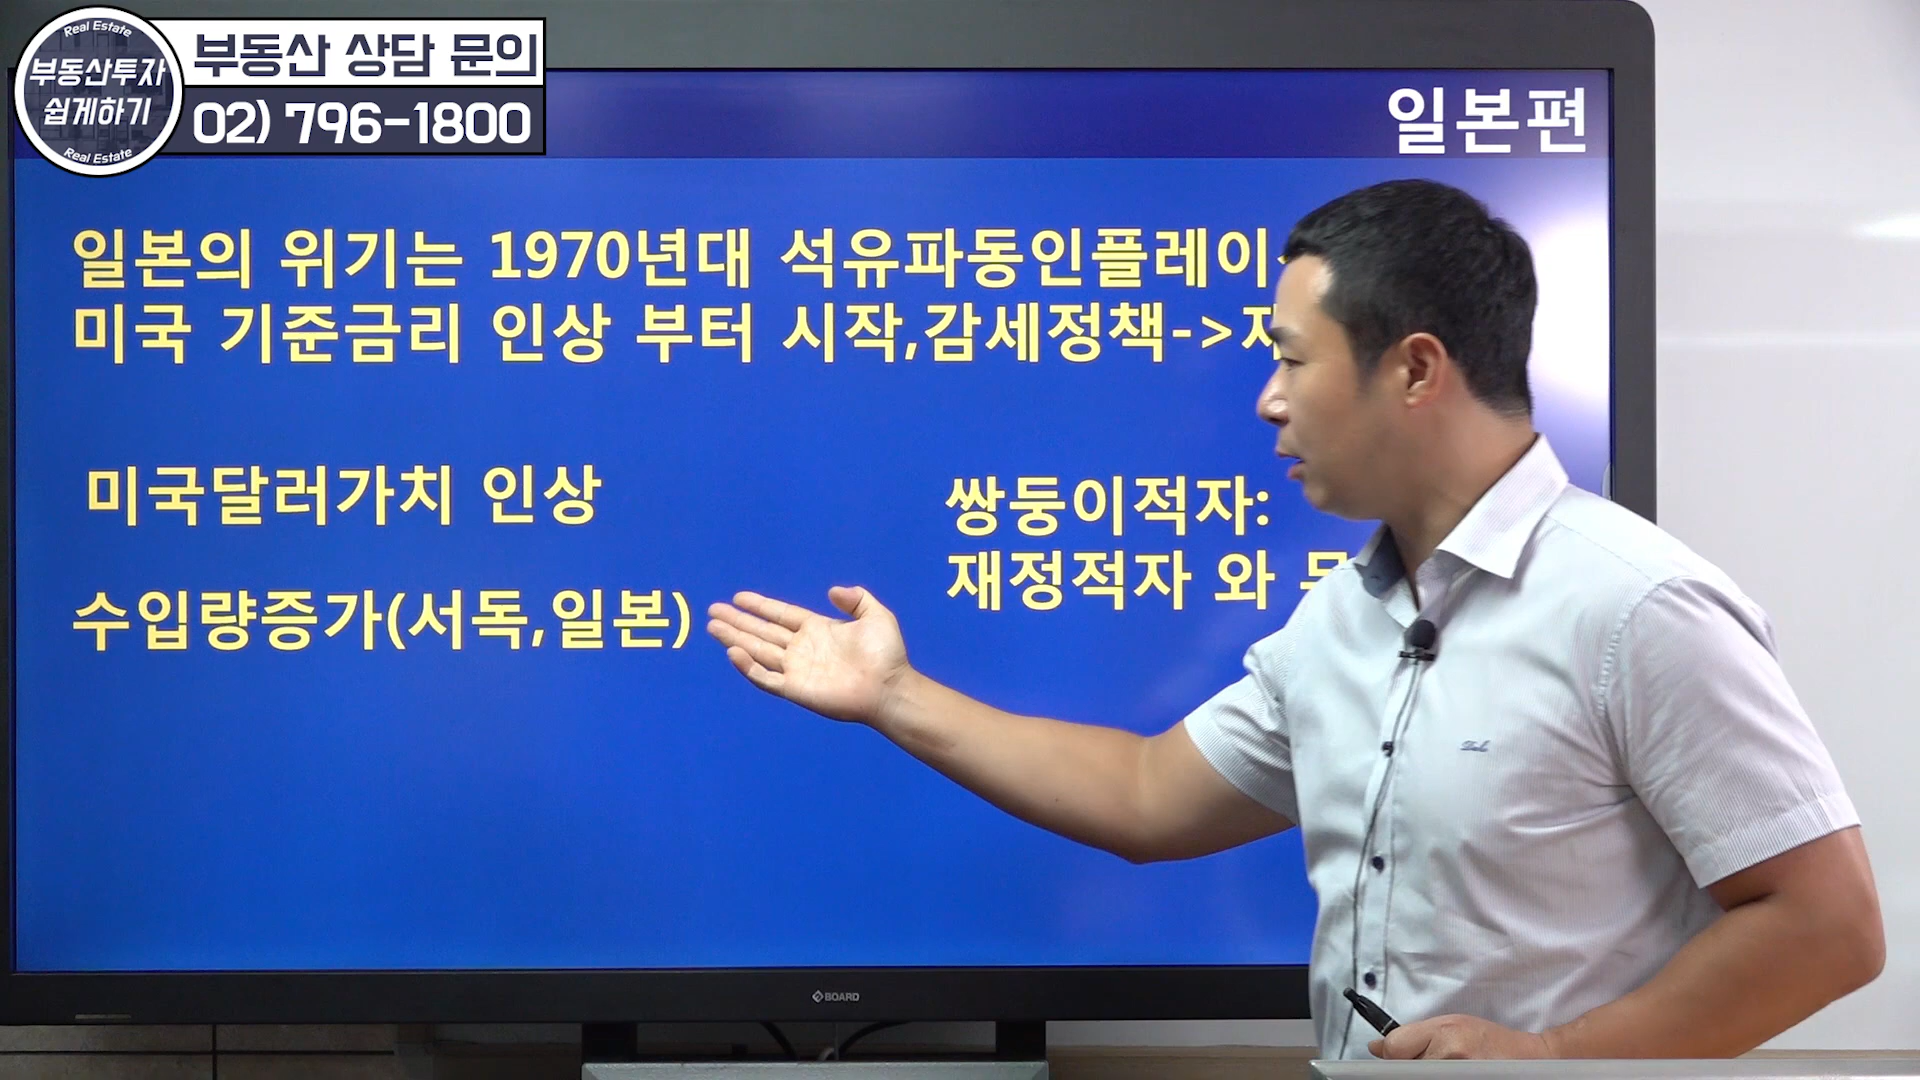 Real Estate
부동산투자
쉽게하기
Real Estate
부동산 상담 문의
02) 796-1800
일본편
일본의 위기는 1970년대 석유파동인플레이
미국 기준금리 인상 부터 시작,감세정책->
미국달러가치 인상
수입량증가(서독,일본)
쌍둥이적자:
재정적자 와
BOARD